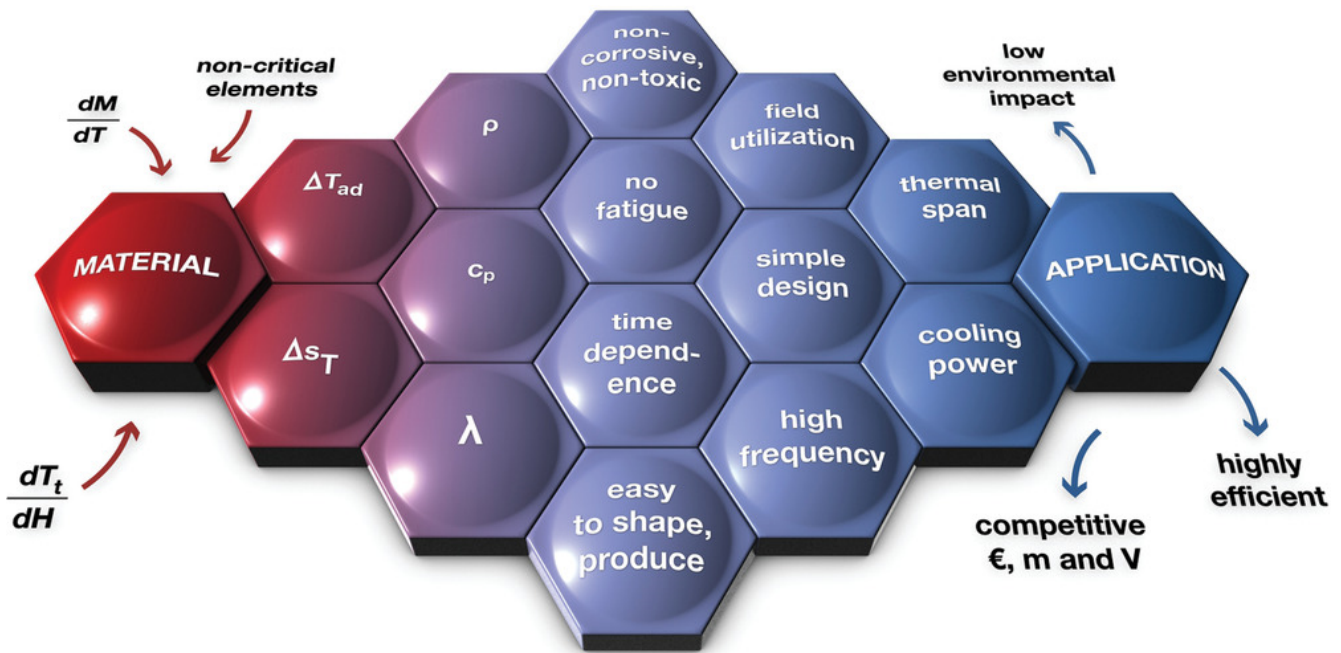 non-critical
elements
dM
dT
MATERIAL
dT_t
dH
ΔT_ad
Δs_T
ρ
c_p
λ
non-
corrosive,
non-toxic
no
fatigue
time
depend-
ence
easy
to shape,
produce
field
utilization
simple
design
high
frequency
thermal
span
cooling
power
APPLICATION
low
environmental
impact
highly
efficient
competitive
€, m and V